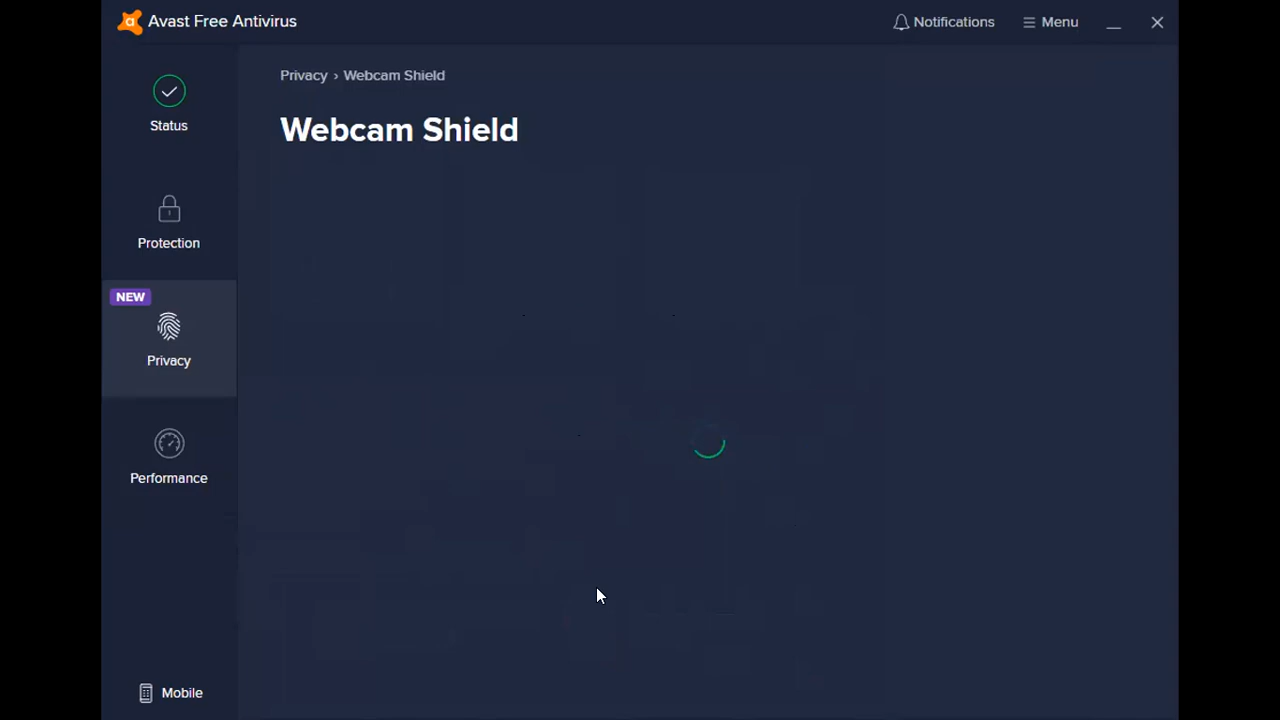 Avast Free Antivirus
Notifications
Menu
Status
Protection
NEW
Privacy
Performance
Mobile
Privacy › Webcam Shield
Webcam Shield